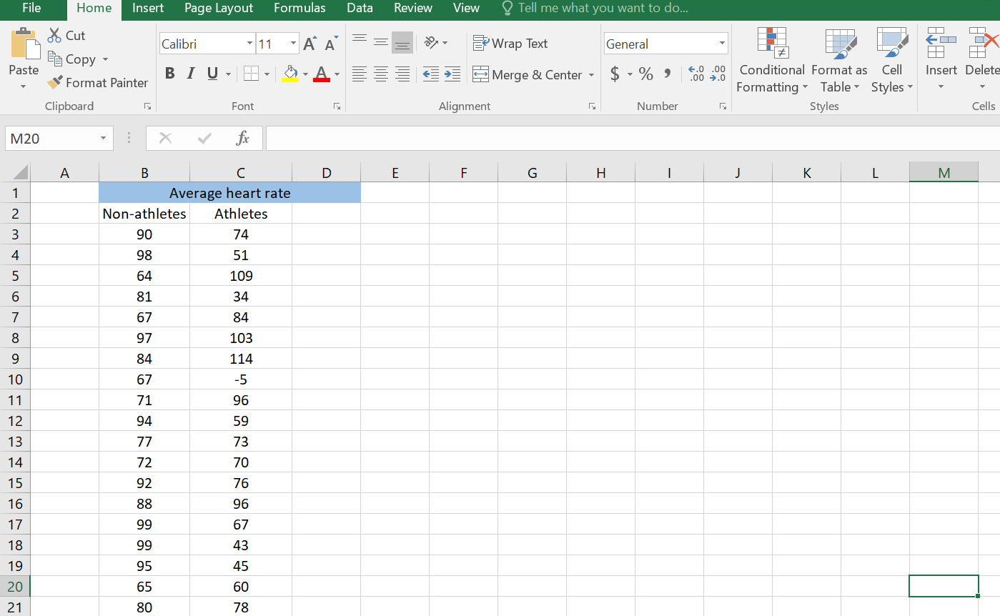 File Home Insert Page Layout Formulas Data Review View Tell me what you want to do...
Paste Cut
Copy
Format Painter
Clipboard
Calibri 11 A A
B I U A
Font
Wrap Text
Merge & Center
Alignment
General
$ % , .0 .00 .00 .0
Number
Conditional Formatting
Format as Table
Cell Styles
Styles
Insert Delete
Cells
M20 fx
A B C D E F G H I J K L M
1 Average heart rate
2 Non-athletes Athletes
3 90 74
4 98 51
5 64 109
6 81 34
7 67 84
8 97 103
9 84 114
10 67 -5
11 71 96
12 94 59
13 77 73
14 72 70
15 92 76
16 88 96
17 99 67
18 99 43
19 95 45
20 65 60
21 80 78